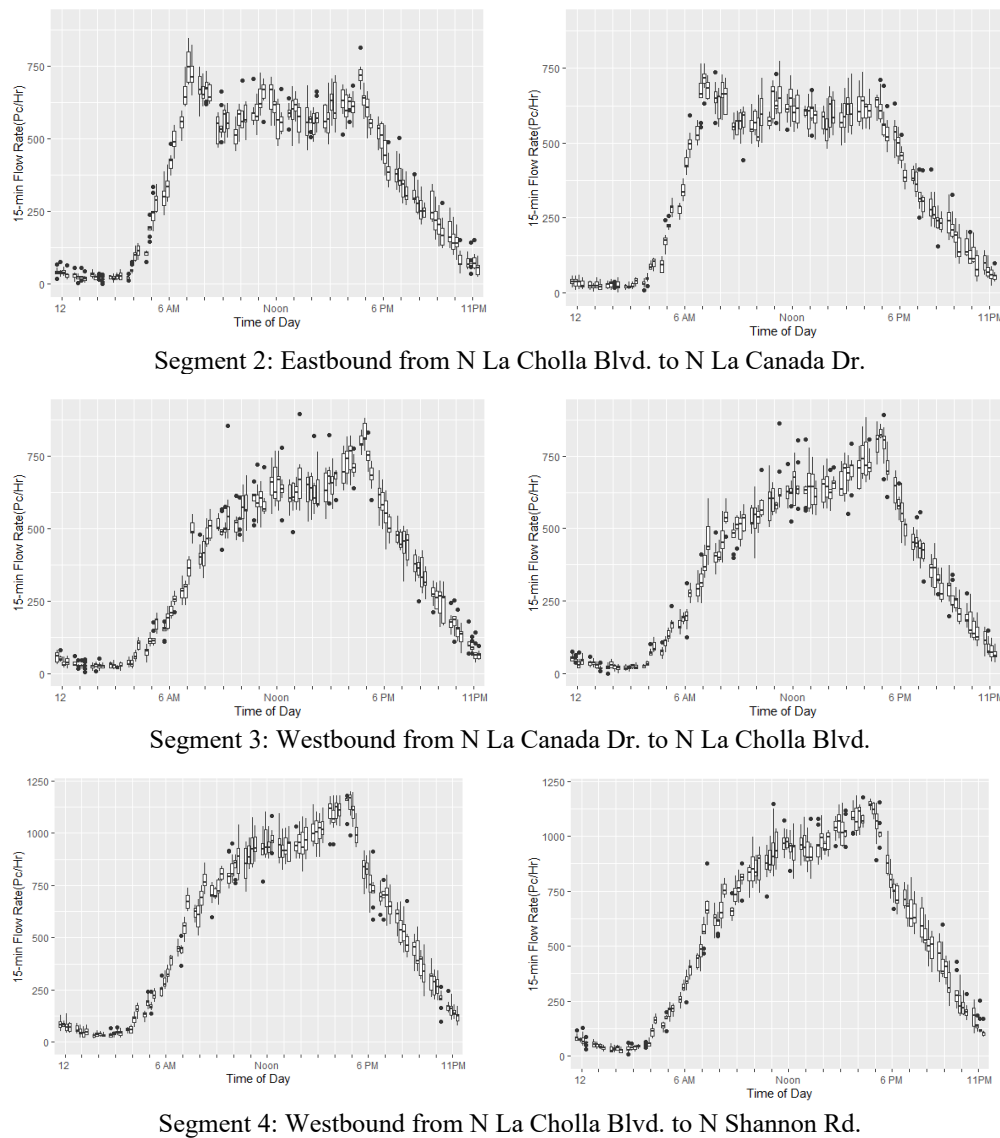 15-min Flow Rate(Pc/Hr)
750
500
250
0
12
6 AM
Noon
6 PM
11PM
Time of Day
15-min Flow Rate(Pc/Hr)
750
500
250
0
12
6 AM
Noon
6 PM
11PM
Time of Day
Segment 2: Eastbound from N La Cholla Blvd. to N La Canada Dr.
15-min Flow Rate(Pc/Hr)
750
500
250
0
12
6 AM
Noon
6 PM
11PM
Time of Day
15-min Flow Rate(Pc/Hr)
750
500
250
0
12
6 AM
Noon
6 PM
11PM
Time of Day
Segment 3: Westbound from N La Canada Dr. to N La Cholla Blvd.
15-min Flow Rate(Pc/Hr)
1250
1000
750
500
250
0
12
6 AM
Noon
6 PM
11PM
Time of Day
15-min Flow Rate(Pc/Hr)
1250
1000
750
500
250
0
12
6 AM
Noon
6 PM
11PM
Time of Day
Segment 4: Westbound from N La Cholla Blvd. to N Shannon Rd.